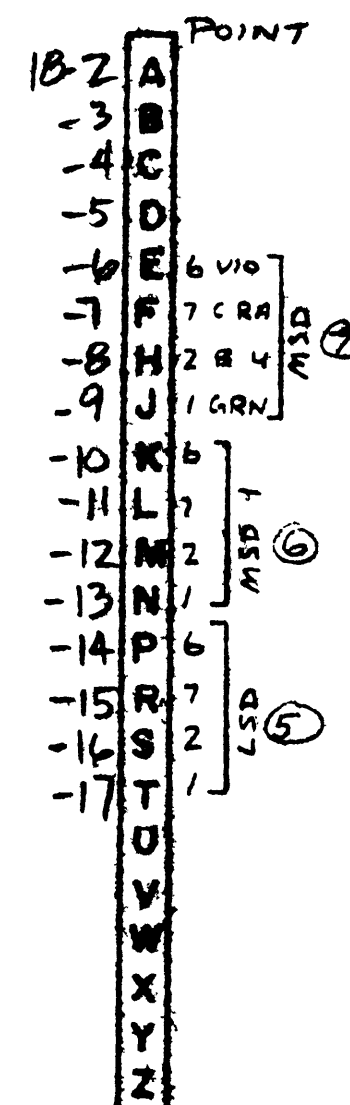 POINT
18-2 A
-3 B
-4 C
-5 D
-6 E 6 VIO
-7 F 7
-8 H 2
-9 J 1 GRN
MSD
-10 K 6
-11 L 7
-12 M 2
-13 N 1
MSD 6
-14 P 6
-15 R 7
-16 S 2
-17 T 1
LSD 5
U
V
W
X
Y
Z